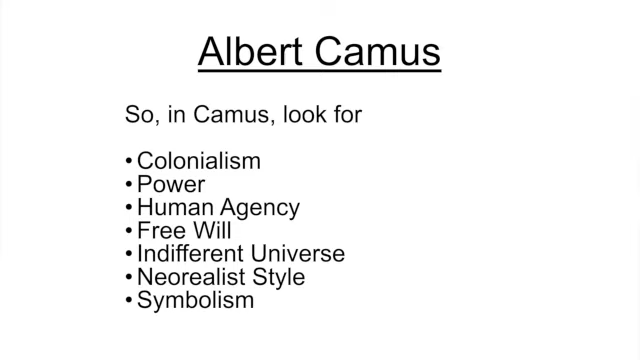 Albert Camus
So, in Camus, look for
• Colonialism
• Power
• Human Agency
• Free Will
• Indifferent Universe
• Neorealist Style
• Symbolism